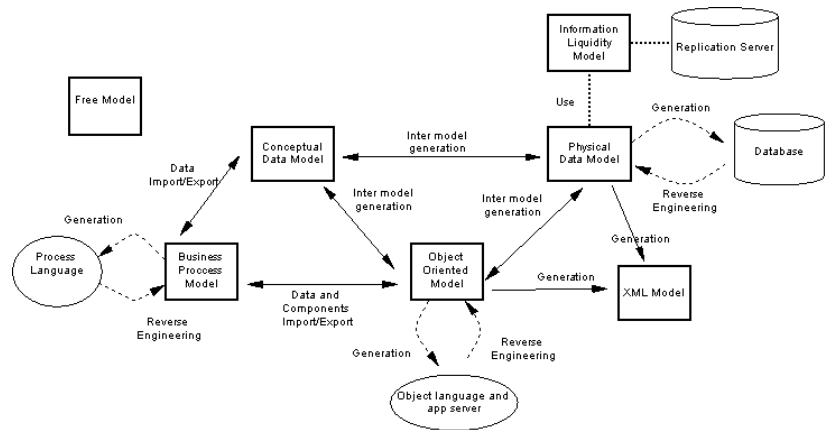 Information
Liquidity
Model
Replication Server
Free Model
Use
Generation
Conceptual
Data Model
Inter model
generation
Physical
Data Model
Database
Data
Import/Export
Inter model
generation
Inter model
generation
Reverse
Engineering
Generation
Process
Language
Business
Process
Model
Object
Oriented
Model
Generation
Generation
XML Model
Data and
Components
Import/Export
Reverse
Engineering
Generation
Reverse
Engineering
Object language and
app server